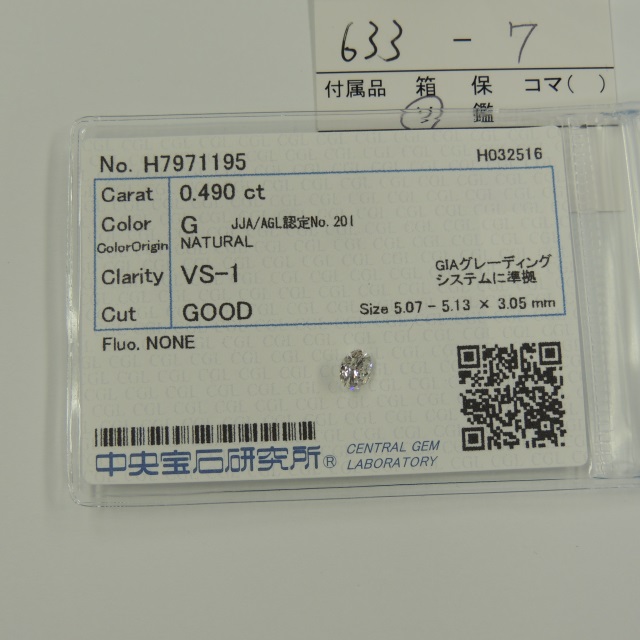 633 - 7
付属品 箱 保 コマ( )
鑑
No. H7971195
H032516
Carat 0.490 ct
Color G JJA/AGL認定No.201
ColorOrigin NATURAL
Clarity VS-1
GIAグレーディング
システムに準拠
Cut GOOD
Size 5.07 - 5.13 × 3.05 mm
Fluo. NONE
中央宝石研究所® CENTRAL GEM
LABORATORY